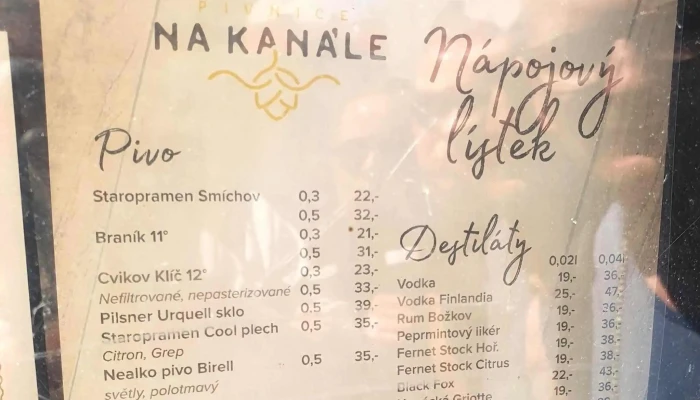 PIVNICE
NA KANÁLE
Nápojový
lístek
Pivo
Staropramen Smíchov 0,3 22,-
0,5 32,-
Braník 11° 0,3 *21,-
0,5 31,-
Cvikov Klíč 12° 0,3 23,-
Nefiltrované, nepasterizované 0,5 33,-
Pilsner Urquell sklo 0,5 39,-
Staropramen Cool plech 0,5 35,-
Citron, Grep
Nealko pivo Birell 0,5 35,-
světly, polotmavý
Destiláty
0,02l 0,04l
Vodka 19,- 36,-
Vodka Finlandia 25,- 47,-
Rum Božkov 19,- 36,-
Peprmintový likér 19,- 36,-
Fernet Stock Hoř. 19,- 38,-
Fernet Stock Citrus 19,- 38,-
Black Fox 22,- 43,-
Griotte 19,- 36,-